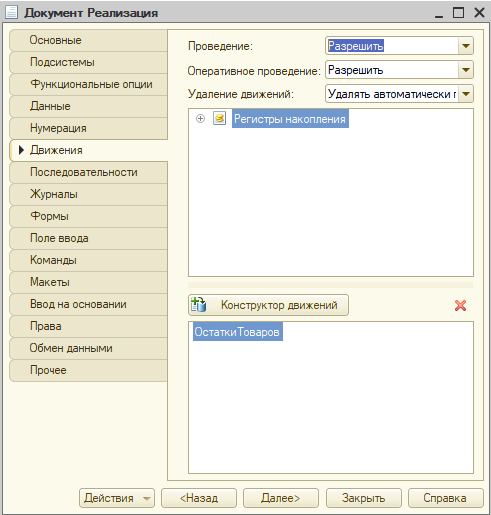 Документ Реализация
Основные
Подсистемы
Функциональные опции
Данные
Нумерация
Движения
Последовательности
Журналы
Формы
Поле ввода
Команды
Макеты
Ввод на основании
Права
Обмен данными
Прочее
Проведение: Разрешить
Оперативное проведение: Разрешить
Удаление движений: Удалять автоматически г
Регистры накопления
Конструктор движений
ОстаткиТоваров
Действия <Назад Далее> Закрыть Справка